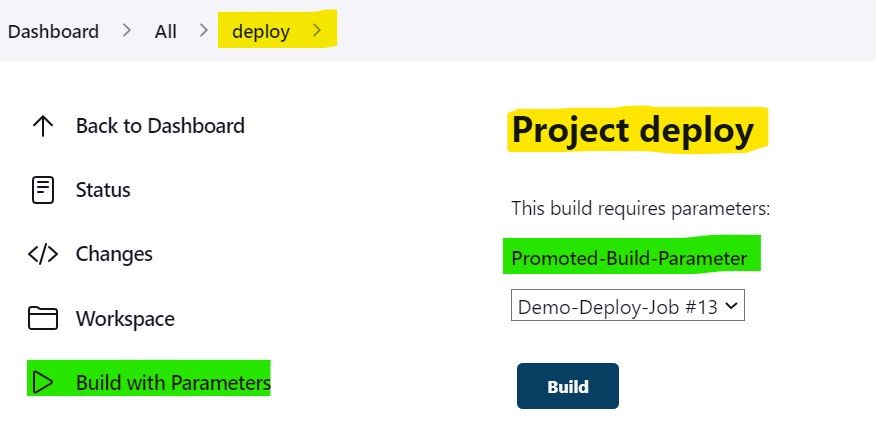 Dashboard > All > deploy >
Back to Dashboard
Status
Changes
Workspace
Build with Parameters
Project deploy
This build requires parameters:
Promoted-Build-Parameter
Demo-Deploy-Job #13
Build